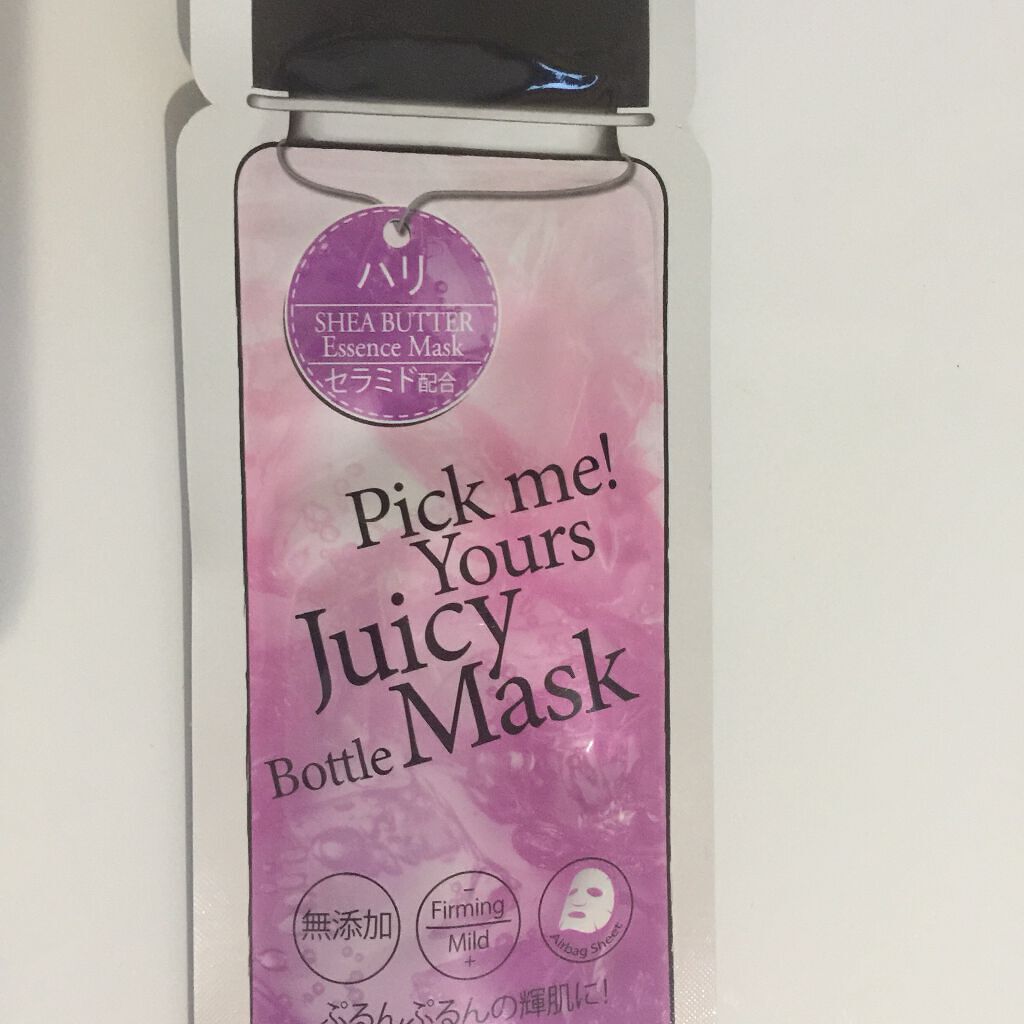 ハリ
SHEA BUTTER
Essence Mask
セラミド配合
Pick me!
Yours
Juicy
Mask
Bottle
無添加
−
Firming
Mild
+
Airbag Sheet
ぷるんぷるんの輝肌に!